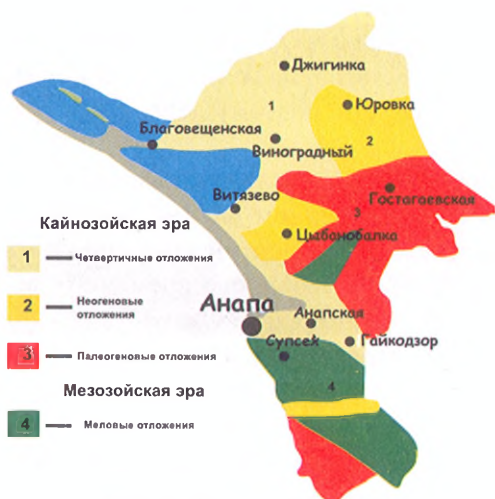 Джигинка
1
Юровка
Благовещенская
Виноградный
2
Витязево
Гостагаевская
3
Кайнозойская эра
Цыбанобалка
1 Четвертичные отложения
2 Неогеновые
отложения
Анапа
Анапская
Супсех
Гайкодзор
3 Палеогеновые отложения
Мезозойская эра
4
4 Меловые отложения